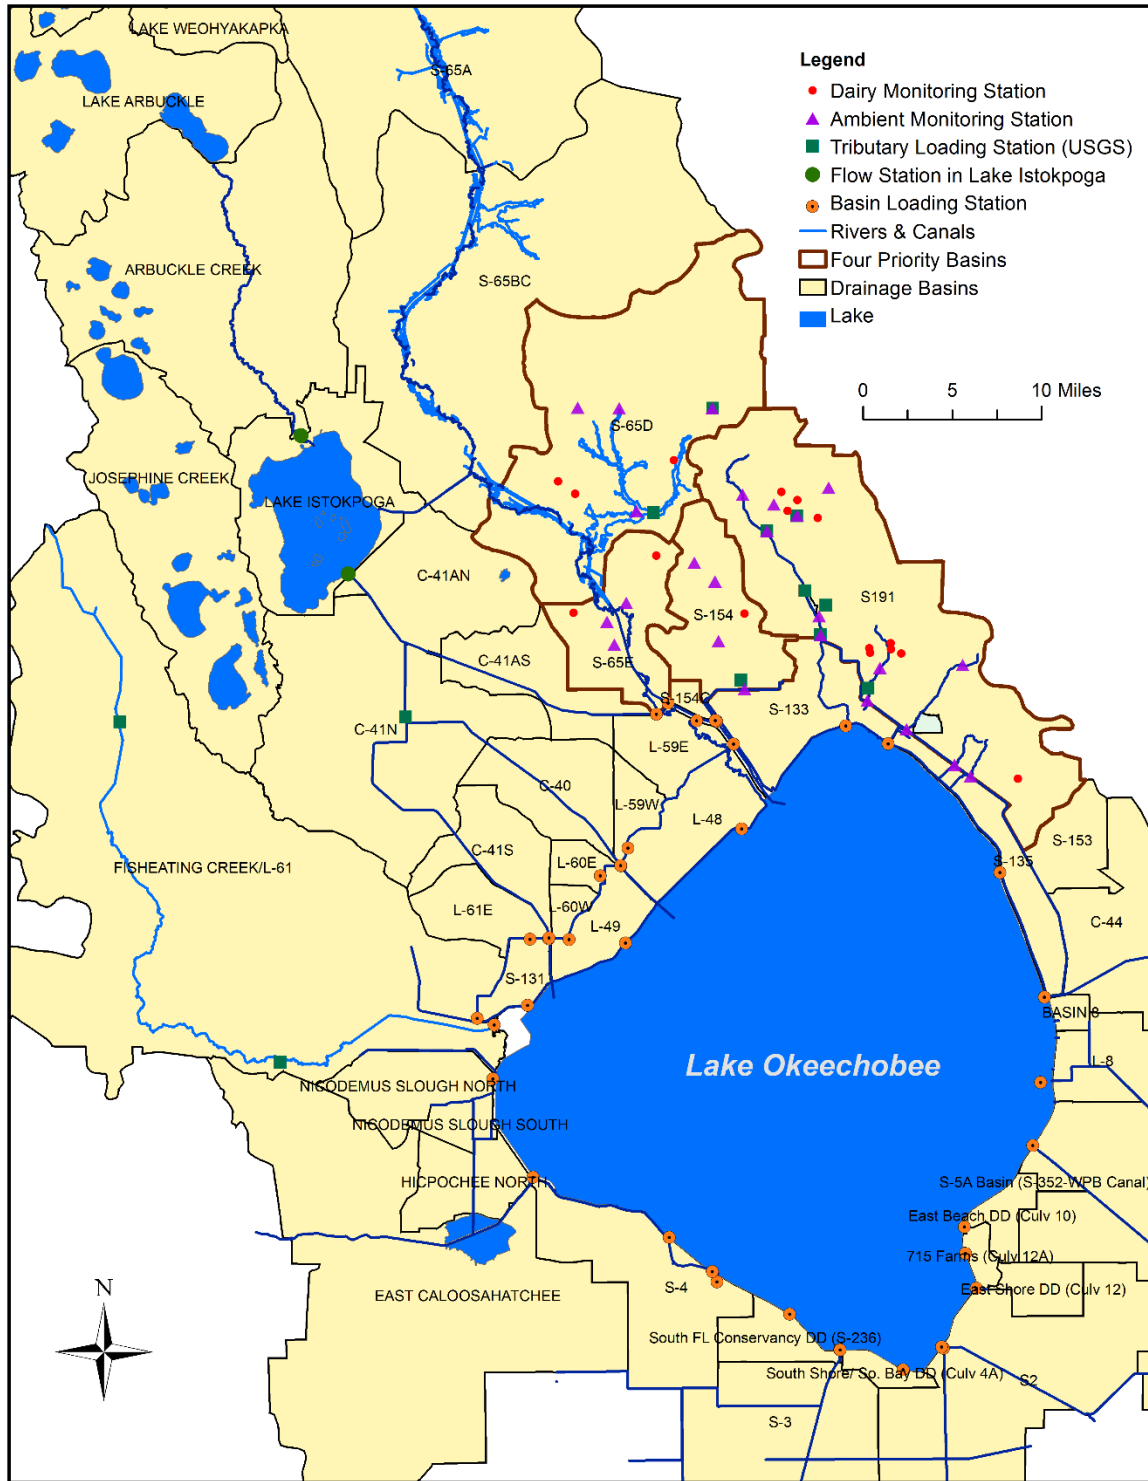 LAKE WEOHYAKAPKA
S-65A
LAKE ARBUCKLE
Legend
Dairy Monitoring Station
Ambient Monitoring Station
Tributary Loading Station (USGS)
Flow Station in Lake Istokpoga
Basin Loading Station
Rivers & Canals
Four Priority Basins
Drainage Basins
Lake
ARBUCKLE CREEK
S-65BC
0 5 10 Miles
S-65D
JOSEPHINE CREEK
LAKE ISTOKPOGA
C-41AN
S-154
S191
C-41AS
S-65E
S-154C
S-133
C-41N
L-59E
C-40
L-59W
L-48
C-41S
L-60E
S-153
S-135
FISHEATING CREEK/L-61
L-61E
L-60W
L-49
C-44
S-131
BASIN 8
Lake Okeechobee
L-8
NICODEMUS SLOUGH NORTH
NICODEMUS SLOUGH SOUTH
HICPOCHEE NORTH
S-5A Basin (S-352-WPB Canal)
East Beach DD (Culv 10)
715 Farms (Culv 12A)
N
S-4
East Shore DD (Culv 12)
EAST CALOOSAHATCHEE
South FL Conservancy DD (S-236)
South Shore/ So. Bay DD (Culv 4A)
S2
S-3